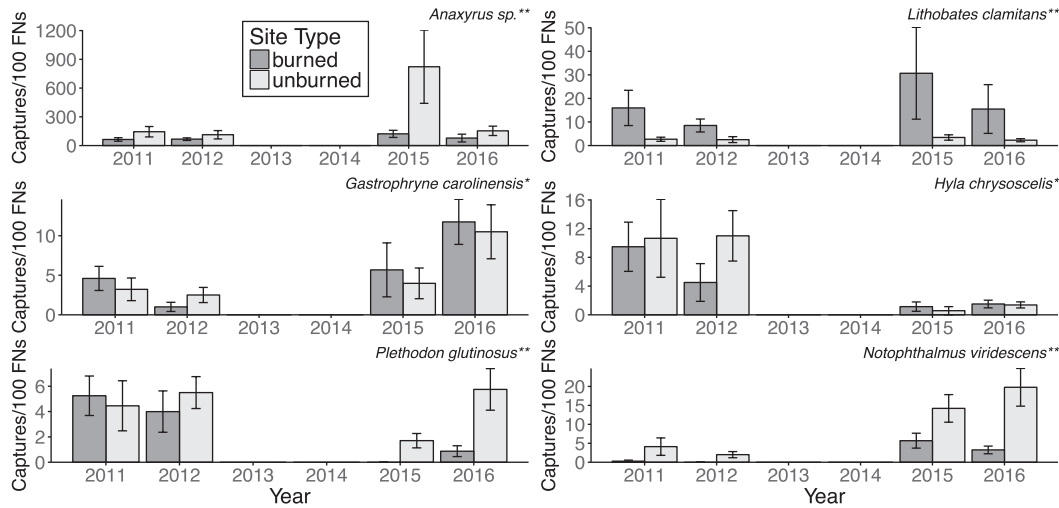 Anaxyrus sp.**
Captures/100 FNs
1200
900
600
300
0
Site Type
burned
unburned
2011 2012 2013 2014 2015 2016
Lithobates clamitans**
Captures/100 FNs
50
40
30
20
10
0
2011 2012 2013 2014 2015 2016
Gastrophryne carolinensis*
Captures/100 FNs
10
5
0
2011 2012 2013 2014 2015 2016
Hyla chrysoscelis*
Captures/100 FNs
16
12
8
4
0
2011 2012 2013 2014 2015 2016
Plethodon glutinosus**
Captures/100 FNs
6
4
2
0
2011 2012 2013 2014 2015 2016
Year
Notophthalmus viridescens**
Captures/100 FNs
20
15
10
5
0
2011 2012 2013 2014 2015 2016
Year